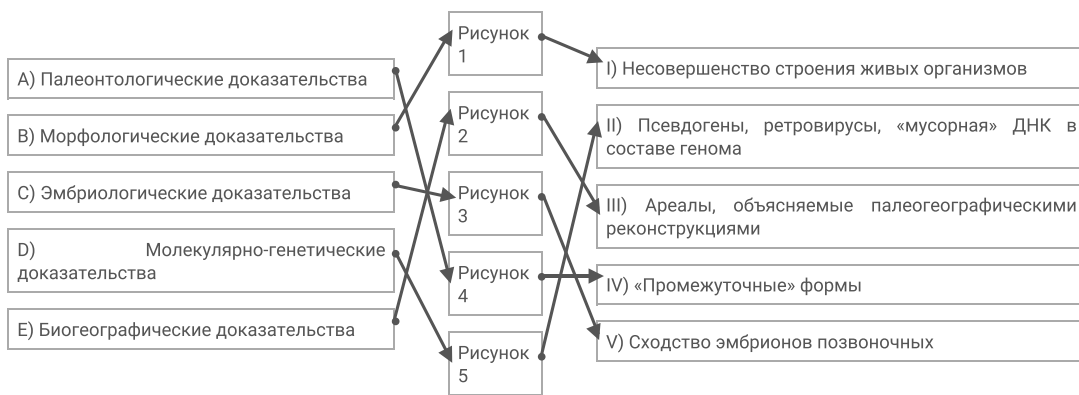 А) Палеонтологические доказательства
В) Морфологические доказательства
С) Эмбриологические доказательства
D) Молекулярно-генетические
доказательства
Е) Биогеографические доказательства
Рисунок
1
Рисунок
2
Рисунок
3
Рисунок
4
Рисунок
5
I) Несовершенство строения живых организмов
II) Псевдогены, ретровирусы, «мусорная» ДНК в
составе генома
III) Ареалы, объясняемые палеогеографическими
реконструкциями
IV) «Промежуточные» формы
V) Сходство эмбрионов позвоночных